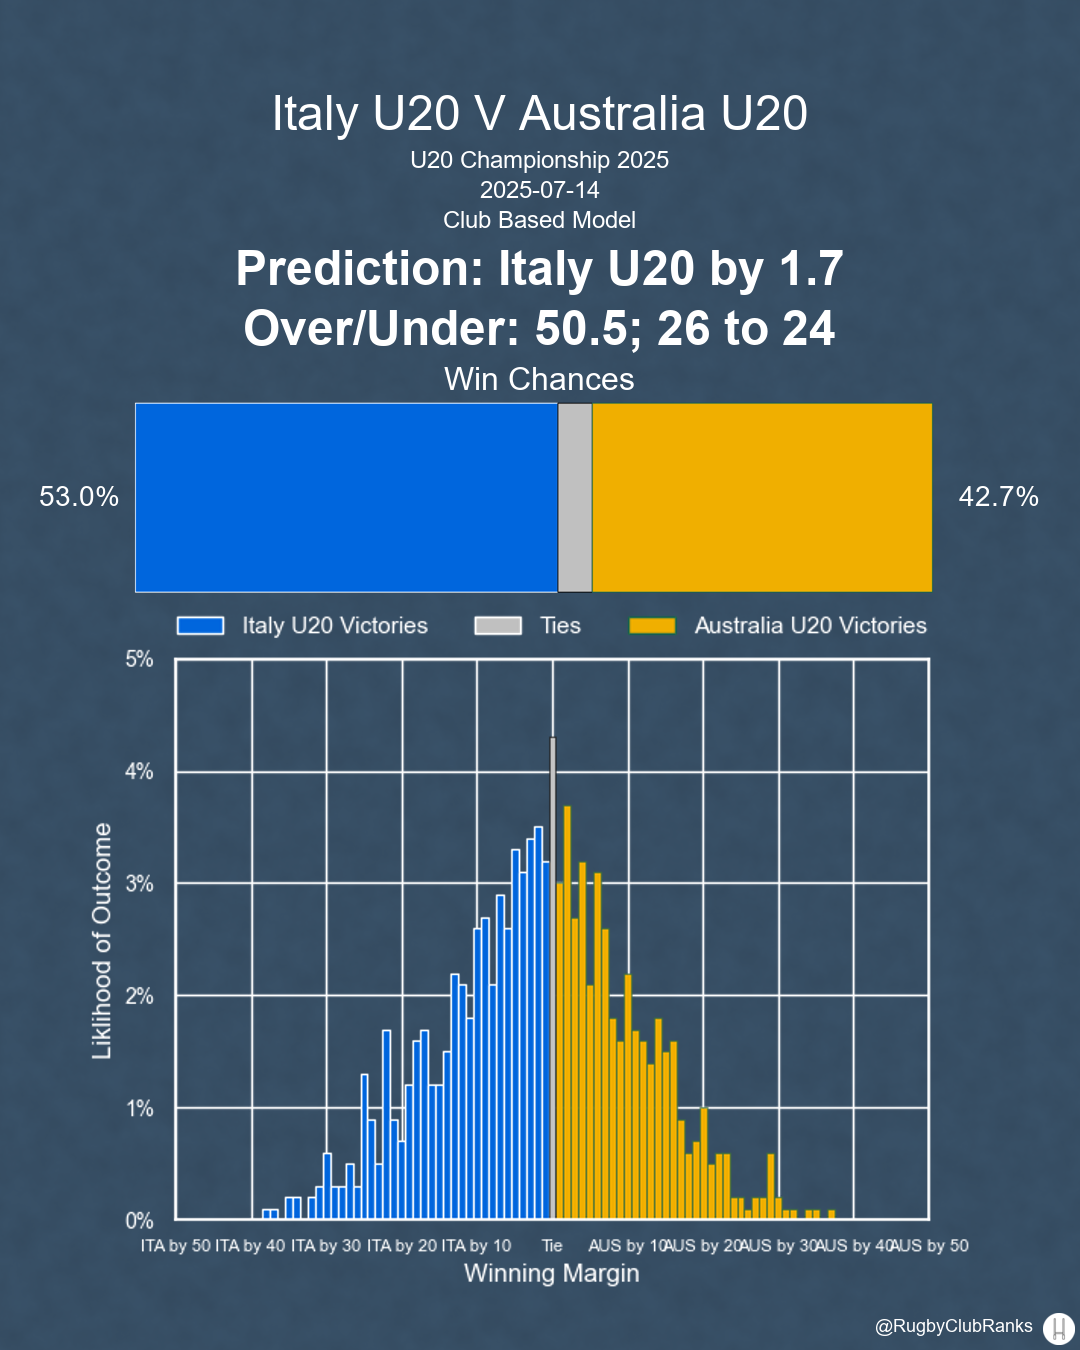 Italy U20 V Australia U20
U20 Championship 2025
2025-07-14
Club Based Model
Prediction: Italy U20 by 1.7
Over/Under: 50.5; 26 to 24
Win Chances
53.0%
42.7%
Italy U20 Victories Ties Australia U20 Victories
5%
4%
3%
2%
1%
0%
Liklihood of Outcome
ITA by 50 ITA by 40 ITA by 30 ITA by 20 ITA by 10 Tie AUS by 10 AUS by 20 AUS by 30 AUS by 40 AUS by 50
Winning Margin
@RugbyClubRanks